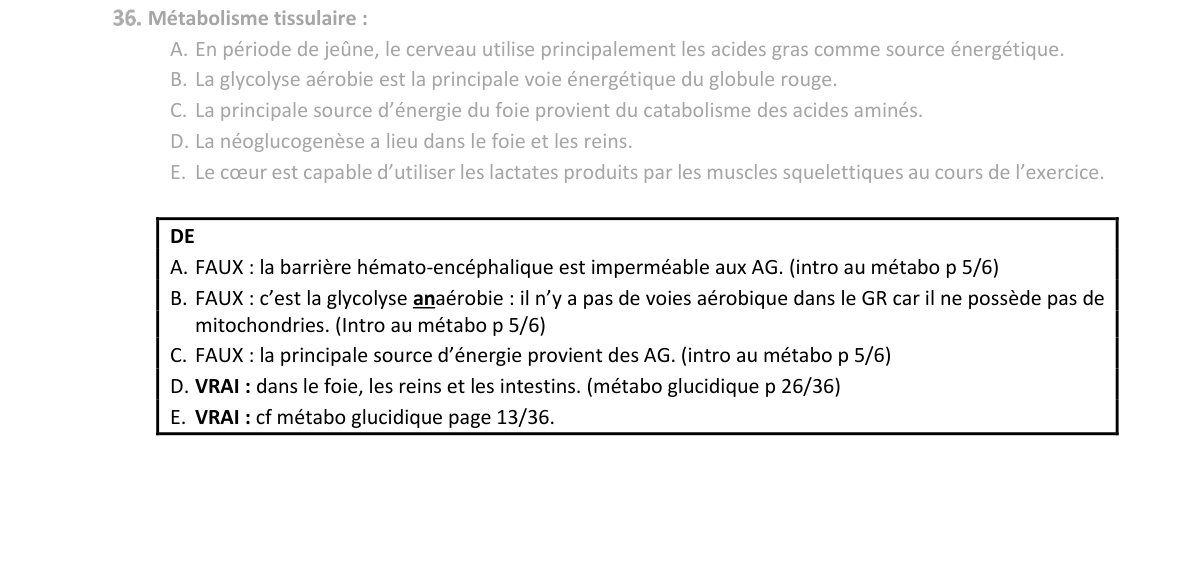 36. Métabolisme tissulaire :
A. En période de jeûne, le cerveau utilise principalement les acides gras comme source énergétique.
B. La glycolyse aérobie est la principale voie énergétique du globule rouge.
C. La principale source d’énergie du foie provient du catabolisme des acides aminés.
D. La néoglucogenèse a lieu dans le foie et les reins.
E. Le cœur est capable d’utiliser les lactates produits par les muscles squelettiques au cours de l’exercice.
DE
A. FAUX : la barrière hémato-encéphalique est imperméable aux AG. (intro au métabo p 5/6)
B. FAUX : c’est la glycolyse anaérobie : il n’y a pas de voies aérobique dans le GR car il ne possède pas de
mitochondries. (Intro au métabo p 5/6)
C. FAUX : la principale source d’énergie provient des AG. (intro au métabo p 5/6)
D. VRAI : dans le foie, les reins et les intestins. (métabo glucidique p 26/36)
E. VRAI : cf métabo glucidique page 13/36.